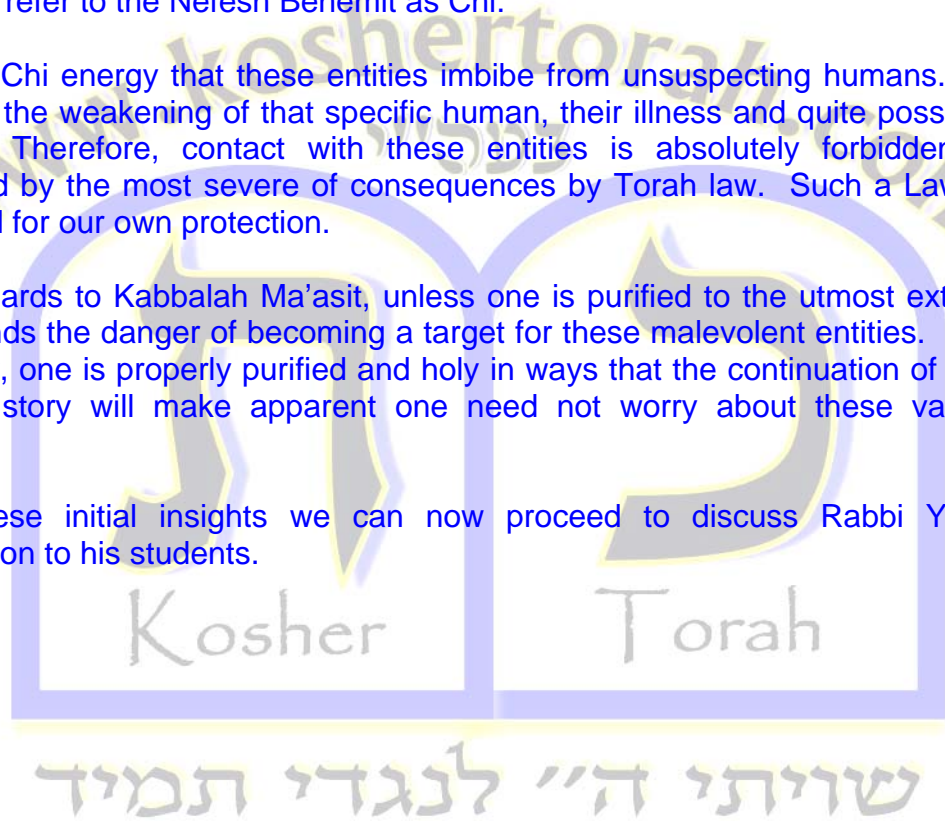 refer to the Nefesh Behemit as Chi.
Chi energy that these entities imbibe from unsuspecting humans.
the weakening of that specific human, their illness and quite poss
Therefore, contact with these entities is absolutely forbidden
d by the most severe of consequences by Torah law. Such a Law
d for our own protection.
ards to Kabbalah Ma'asit, unless one is purified to the utmost ext
nds the danger of becoming a target for these malevolent entities.
, one is properly purified and holy in ways that the continuation of
story will make apparent one need not worry about these va
ese initial insights we can now proceed to discuss Rabbi Y
on to his students.
www.koshertorah.com
ת כ
Kosher Torah
שויתי ה״ לנגדי תמיד